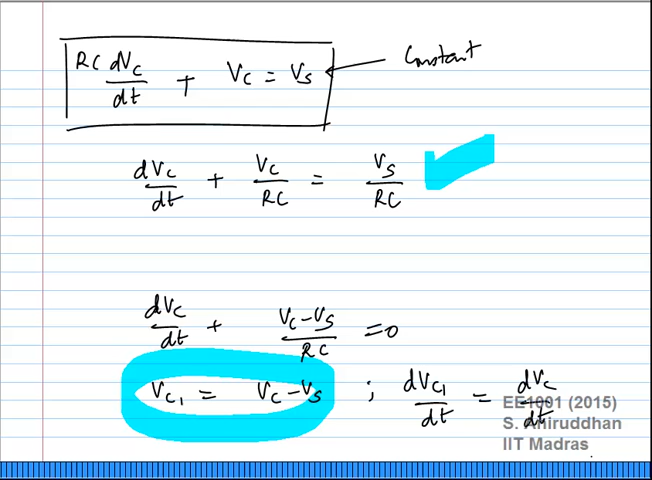 RC dVc/dt + Vc = Vs ← Constant
dVc/dt + Vc/RC = Vs/RC
dVc/dt + Vc-Vs/RC = 0
Vc1 = Vc-Vs ; dVc1/dt = dVc/dt
EE1001 (2015)
S. Aniruddhan
IIT Madras